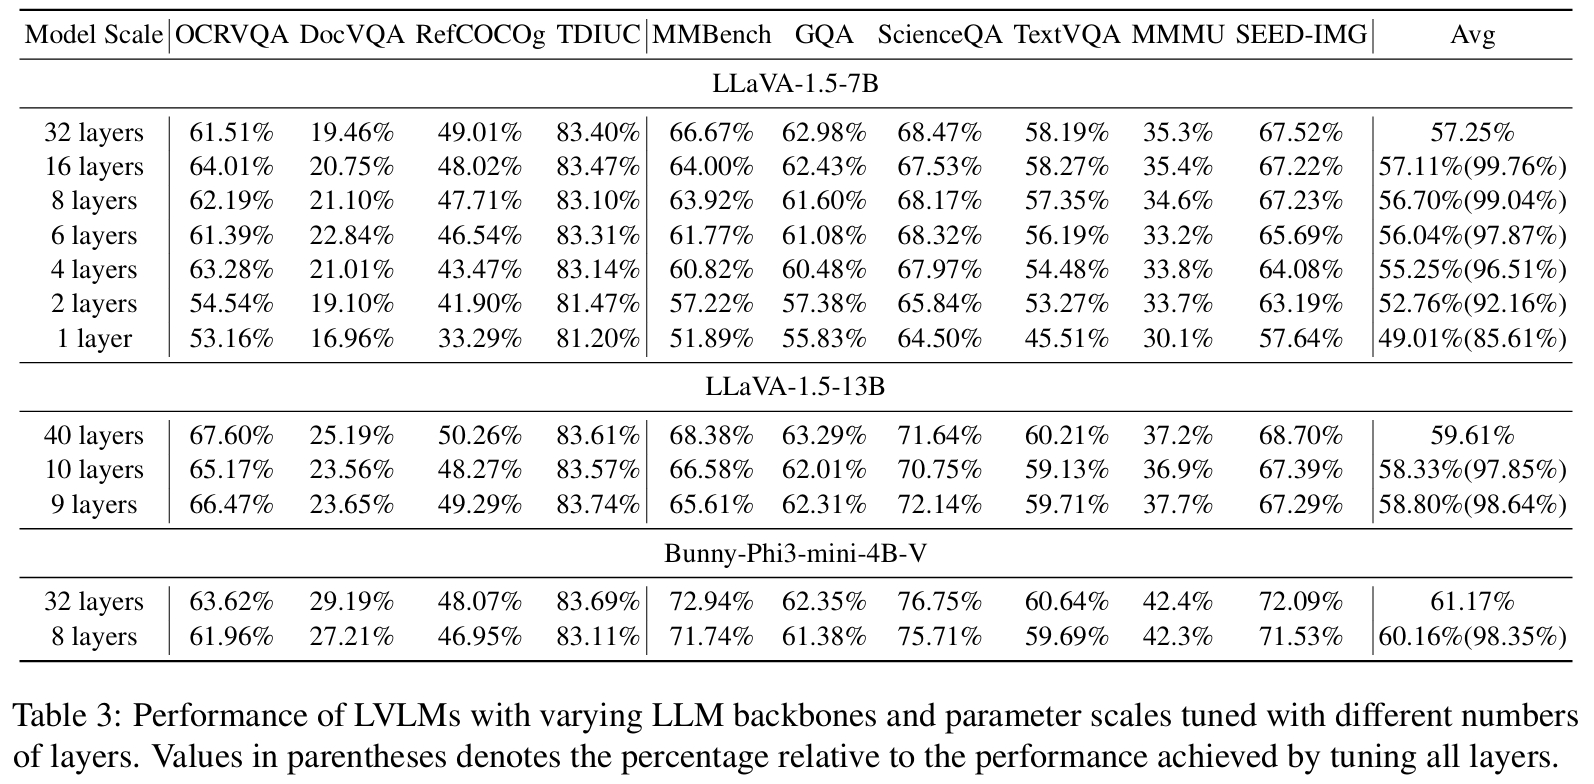 Model Scale OCRVQA DocVQA RefCOCOg TDIUC MMBench GQA ScienceQA TextVQA MMMU SEED-IMG Avg
LLaVA-1.5-7B
32 layers 61.51% 19.46% 49.01% 83.40% 66.67% 62.98% 68.47% 58.19% 35.3% 67.52% 57.25%
16 layers 64.01% 20.75% 48.02% 83.47% 64.00% 62.43% 67.53% 58.27% 35.4% 67.22% 57.11%(99.76%)
8 layers 62.19% 21.10% 47.71% 83.10% 63.92% 61.60% 68.17% 57.35% 34.6% 67.23% 56.70%(99.04%)
6 layers 61.39% 22.84% 46.54% 83.31% 61.77% 61.08% 68.32% 56.19% 33.2% 65.69% 56.04%(97.87%)
4 layers 63.28% 21.01% 43.47% 83.14% 60.82% 60.48% 67.97% 54.48% 33.8% 64.08% 55.25%(96.51%)
2 layers 54.54% 19.10% 41.90% 81.47% 57.22% 57.38% 65.84% 53.27% 33.7% 63.19% 52.76%(92.16%)
1 layer 53.16% 16.96% 33.29% 81.20% 51.89% 55.83% 64.50% 45.51% 30.1% 57.64% 49.01%(85.61%)
LLaVA-1.5-13B
40 layers 67.60% 25.19% 50.26% 83.61% 68.38% 63.29% 71.64% 60.21% 37.2% 68.70% 59.61%
10 layers 65.17% 23.56% 48.27% 83.57% 66.58% 62.01% 70.75% 59.13% 36.9% 67.39% 58.33%(97.85%)
9 layers 66.47% 23.65% 49.29% 83.74% 65.61% 62.31% 72.14% 59.71% 37.7% 67.29% 58.80%(98.64%)
Bunny-Phi3-mini-4B-V
32 layers 63.62% 29.19% 48.07% 83.69% 72.94% 62.35% 76.75% 60.64% 42.4% 72.09% 61.17%
8 layers 61.96% 27.21% 46.95% 83.11% 71.74% 61.38% 75.71% 59.69% 42.3% 71.53% 60.16%(98.35%)
Table 3: Performance of LVLMs with varying LLM backbones and parameter scales tuned with different numbers
of layers. Values in parentheses denotes the percentage relative to the performance achieved by tuning all layers.